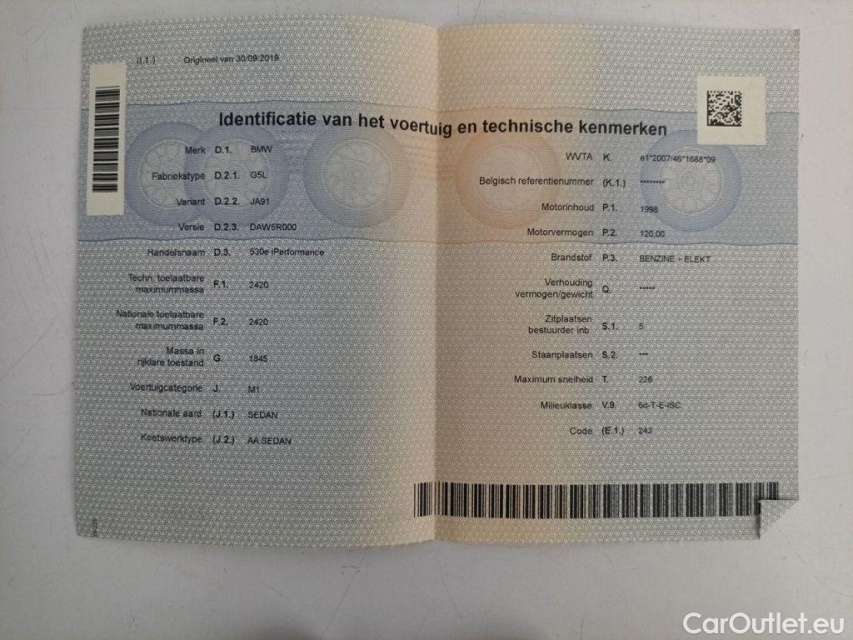 (I.1.) Origineel van 30/09/2019
Identificatie van het voertuig en technische kenmerken
Merk D.1. BMW
Fabriekstype D.2.1. G5L
Variant D.2.2. JA91
Versie D.2.3. DAW5R000
Handelsnaam D.3. 530e iPerformance
Techn. toelaatbare
maximummassa F.1. 2420
Nationale toelaatbare
maximummassa F.2. 2420
Massa in
rijklare toestand G. 1845
Voertuigcategorie J. M1
Nationale aard (J.1.) SEDAN
Koetswerktype (J.2.) AA SEDAN
WVTA K. e1*2007/46*1688*09
Belgisch referentienummer (K.1.) ********
Motorinhoud P.1. 1998
Motorvermogen P.2. 120.00
Brandstof P.3. BENZINE - ELEKT
Verhouding
vermogen/gewicht Q. *****
Zitplaatsen
bestuurder inb. S.1. 5
Staanplaatsen S.2. ***
Maximum snelheid T. 226
Milieuklasse V.9. 6d-T-E-ISC
Code (E.1.) 243
CarOutlet.eu